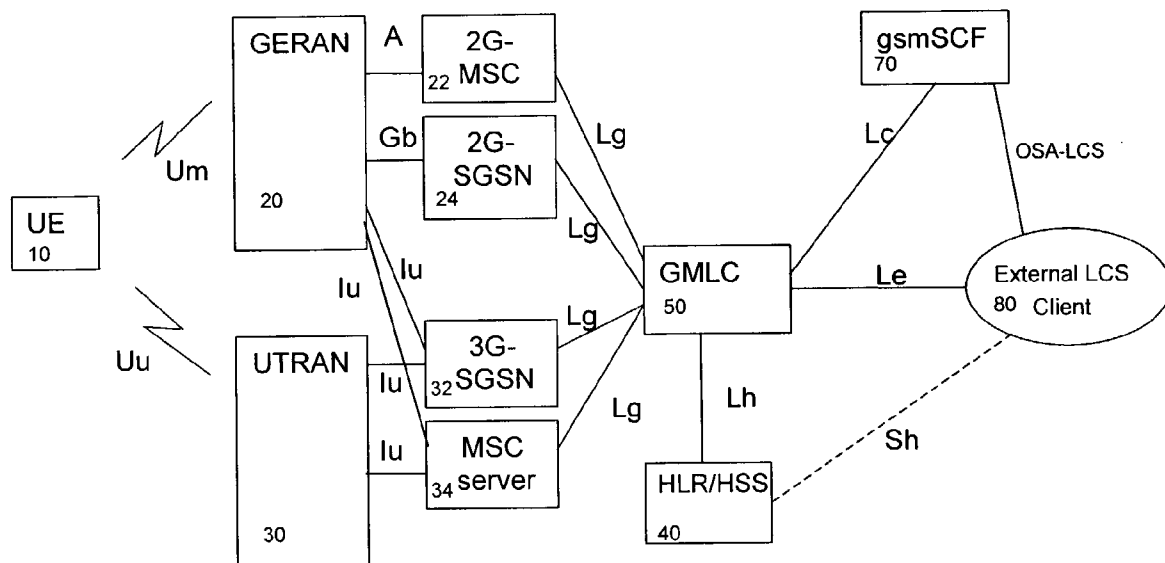 GERAN
20
A
2G-
MSC
22
Gb
2G-
SGSN
24
Um
UE
10
Uu
Iu
Iu
UTRAN
30
Iu
3G-
SGSN
32
Iu
MSC
server
34
Lg
Lg
Lg
Lg
GMLC
50
Lh
HLR/HSS
40
gsmSCF
70
Lc
OSA-LCS
Le
External LCS
80 Client
Sh